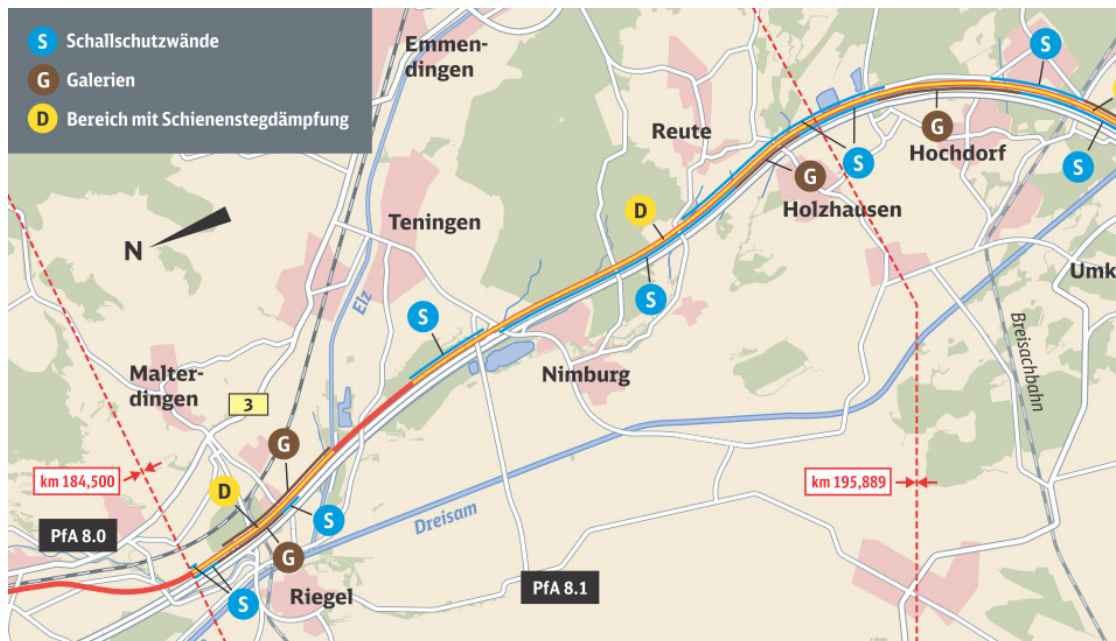 S Schallschutzwände
G Galerien
D Bereich mit Schienenstegdämpfung
Emmen-
dingen
S
Reute
G
Hochdorf
S
S
G
Holzhausen
Teningen
D
N
Elz
S
S
Umk
Nimburg
Breisachbahn
Malter-
dingen
3
G
km 184,500
km 195,889
D
S
Dreisam
PfA 8.0
G
PfA 8.1
Riegel
S